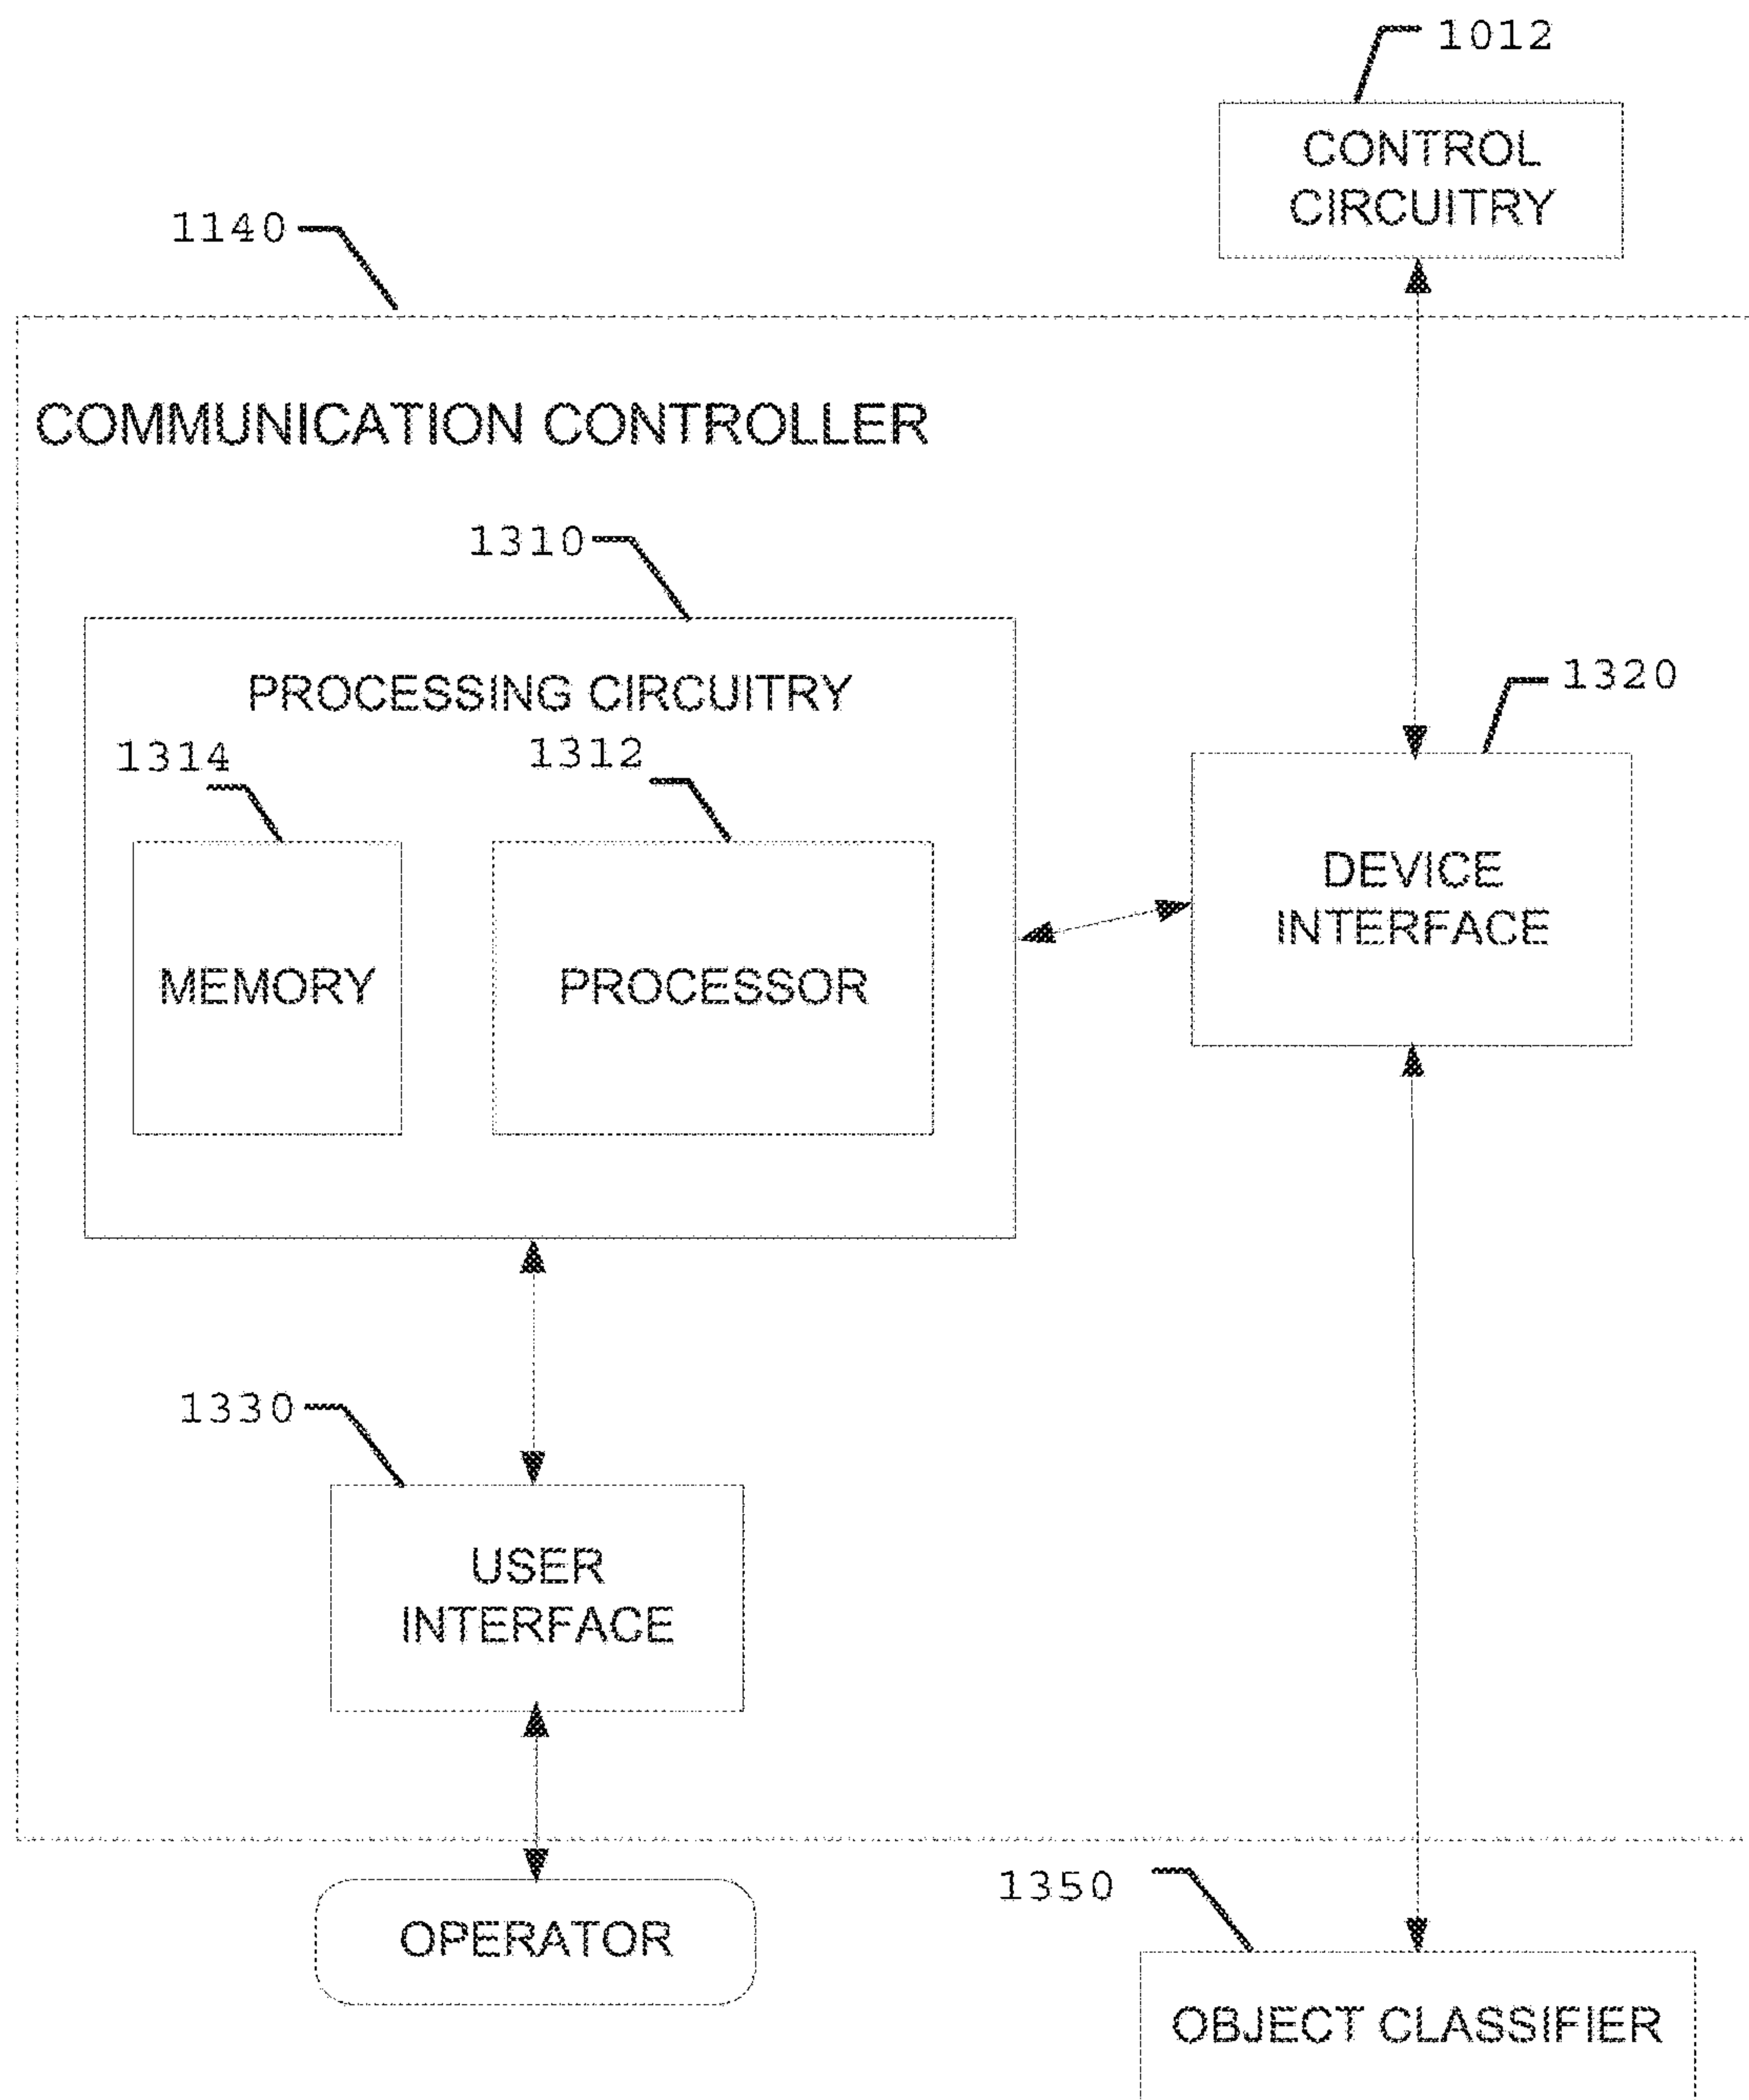 1012
CONTROL
CIRCUITRY
1140
COMMUNICATION CONTROLLER
1310
PROCESSING CIRCUITRY
1320
1314
1312
DEVICE
INTERFACE
MEMORY
PROCESSOR
1330
USER
INTERFACE
1350
OPERATOR
OBJECT CLASSIFIER